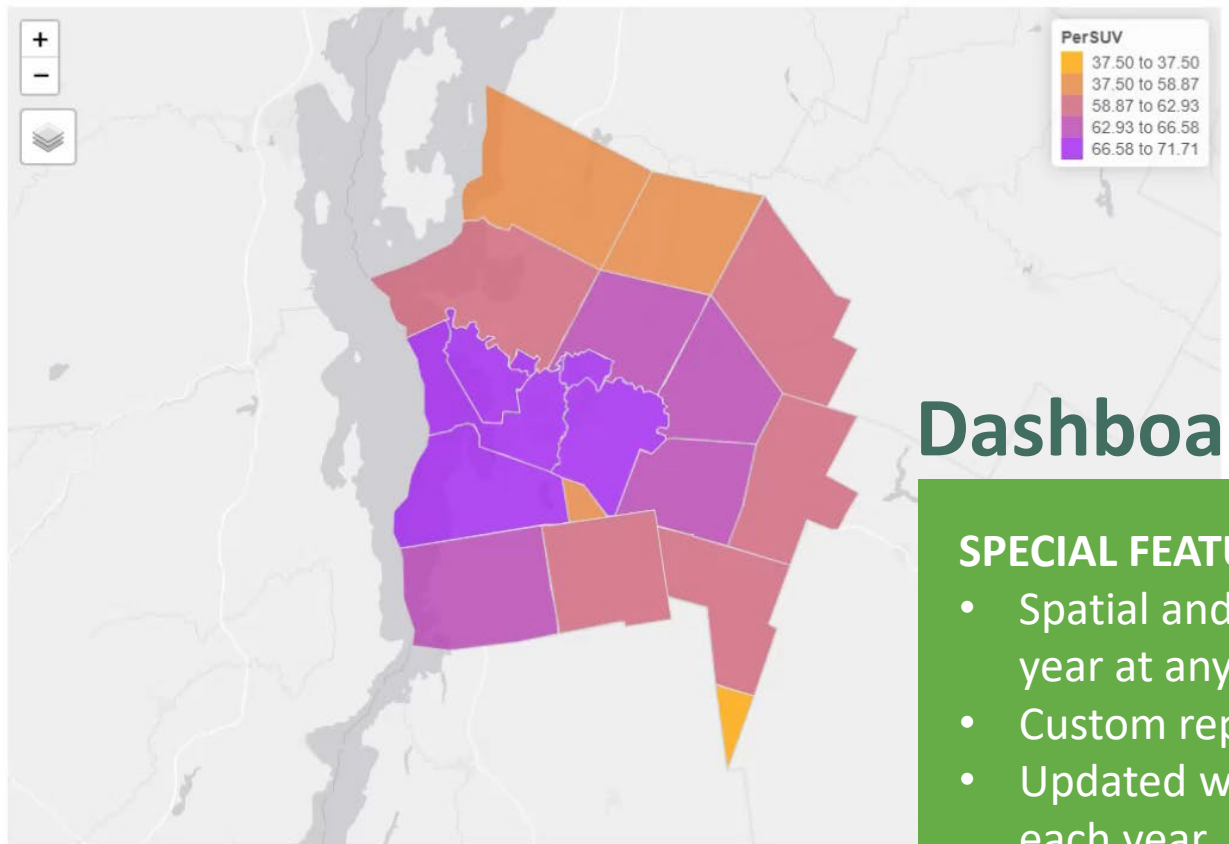 +
−
PerSUV
37.50 to 37.50
37.50 to 58.87
58.87 to 62.93
62.93 to 66.58
66.58 to 71.71
Dashboa
SPECIAL FEATU
• Spatial and
year at any
• Custom rep
• Updated w
each year